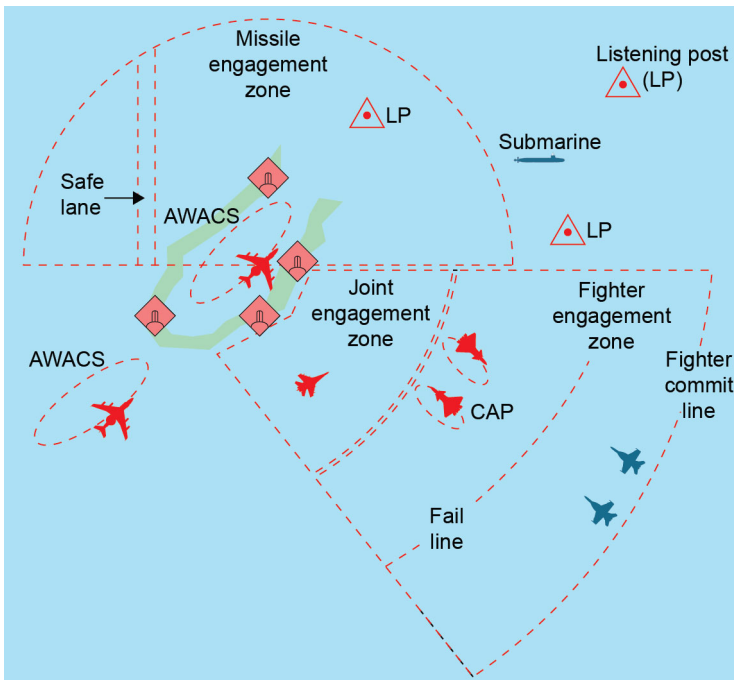 Missile
engagement
zone
Listening post
(LP)
LP
Submarine
Safe
lane
AWACS
LP
Joint
engagement
zone
Fighter
engagement
zone
AWACS
Fighter
commit
line
CAP
Fail
line